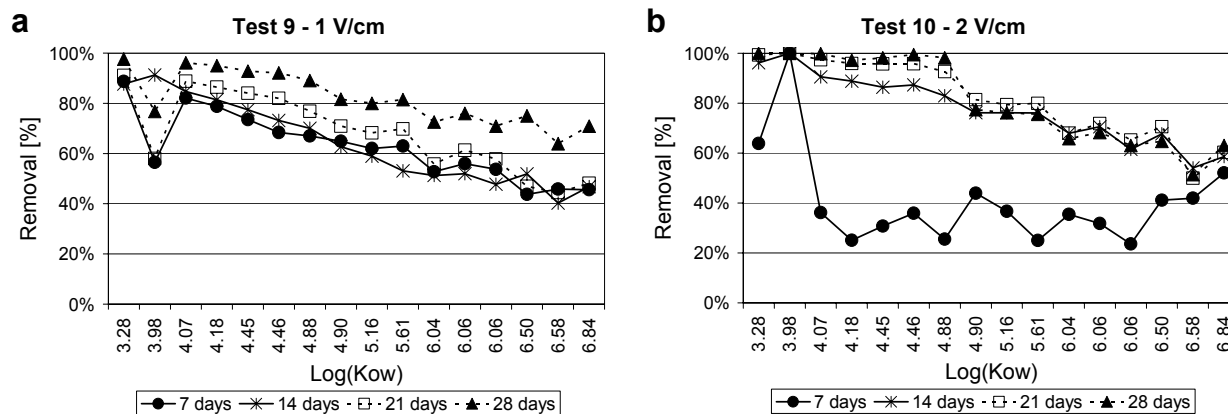 a
Test 9 - 1 V/cm
Removal [%]
100%
80%
60%
40%
20%
0%
3.28 3.98 4.07 4.18 4.45 4.46 4.88 4.90 5.16 5.61 6.04 6.06 6.06 6.50 6.58 6.84
Log(Kow)
7 days 14 days 21 days 28 days
b
Test 10 - 2 V/cm
Removal [%]
100%
80%
60%
40%
20%
0%
3.28 3.98 4.07 4.18 4.45 4.46 4.88 4.90 5.16 5.61 6.04 6.06 6.06 6.50 6.58 6.84
Log(Kow)
7 days 14 days 21 days 28 days